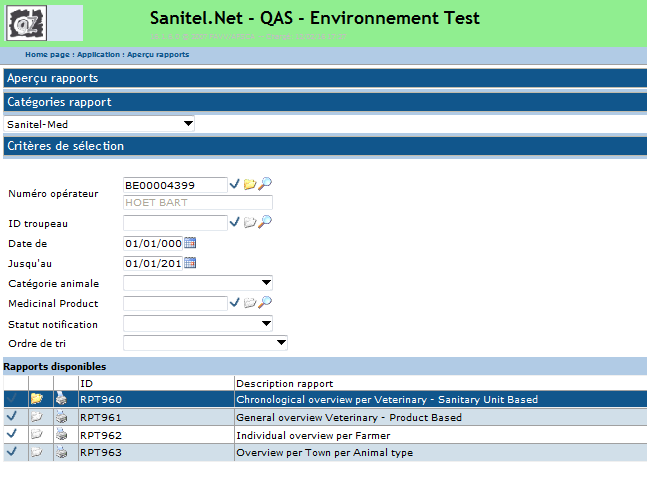 Sanitel.Net - QAS - Environnement Test
Home page : Application : Aperçu rapports
Aperçu rapports
Catégories rapport
Sanitel-Med
Critères de sélection
Numéro opérateur BE00004399
HOET BART
ID troupeau
Date de 01/01/000
Jusqu'au 01/01/201
Catégorie animale
Medicinal Product
Statut notification
Ordre de tri
Rapports disponibles
ID Description rapport
RPT960 Chronological overview per Veterinary - Sanitary Unit Based
RPT961 General overview Veterinary - Product Based
RPT962 Individual overview per Farmer
RPT963 Overview per Town per Animal type